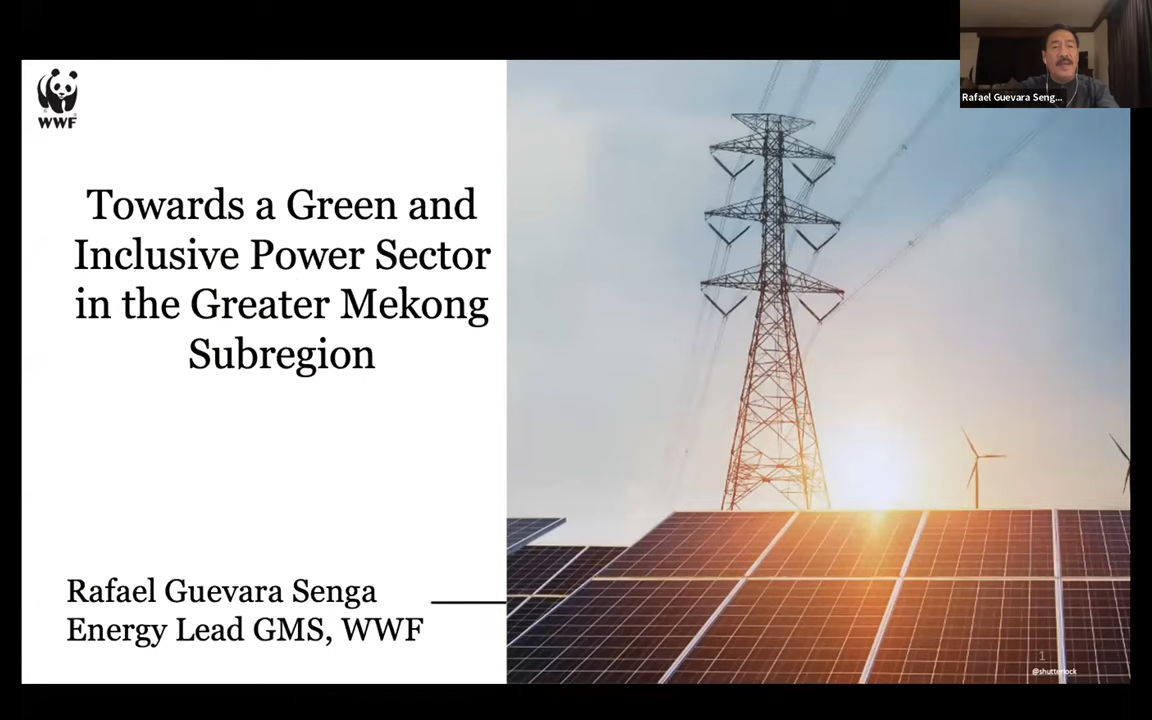 WWF
Rafael Guevara Seng...
Towards a Green and
Inclusive Power Sector
in the Greater Mekong
Subregion
Rafael Guevara Senga
Energy Lead GMS, WWF
1